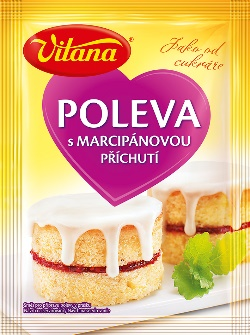 Vitana®
Jako od
cukráře
POLEVA
s MARCIPÁNOVOU
PŘÍCHUTÍ